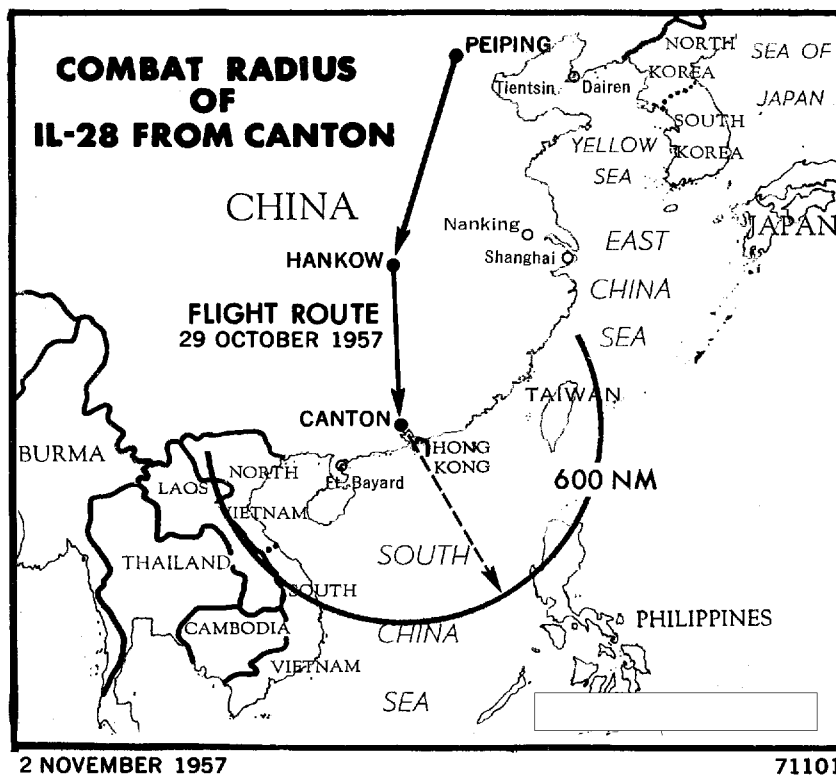 COMBAT RADIUS
OF
IL-28 FROM CANTON
PEIPING
NORTH
KOREA
SEA OF
JAPAN
Tientsin
Dairen
SOUTH
KOREA
YELLOW
SEA
CHINA
Nanking
Shanghai
EAST
CHINA
SEA
JAPAN
HANKOW
FLIGHT ROUTE
29 OCTOBER 1957
TAIWAN
CANTON
HONG
KONG
BURMA
NORTH
VIETNAM
LAOS
Ft. Bayard
600 NM
THAILAND
SOUTH
VIETNAM
CAMBODIA
SOUTH
CHINA
SEA
PHILIPPINES
2 NOVEMBER 1957
71101